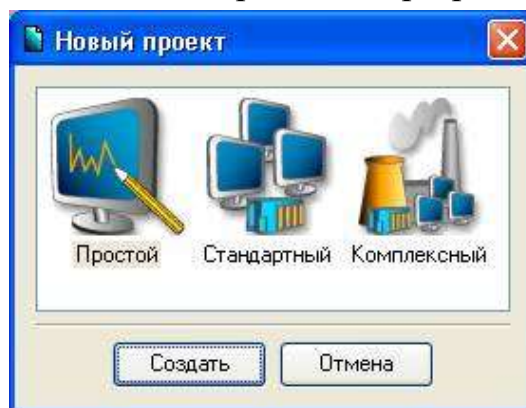 Новый проект
Простой Стандартный Комплексный
Создать Отмена